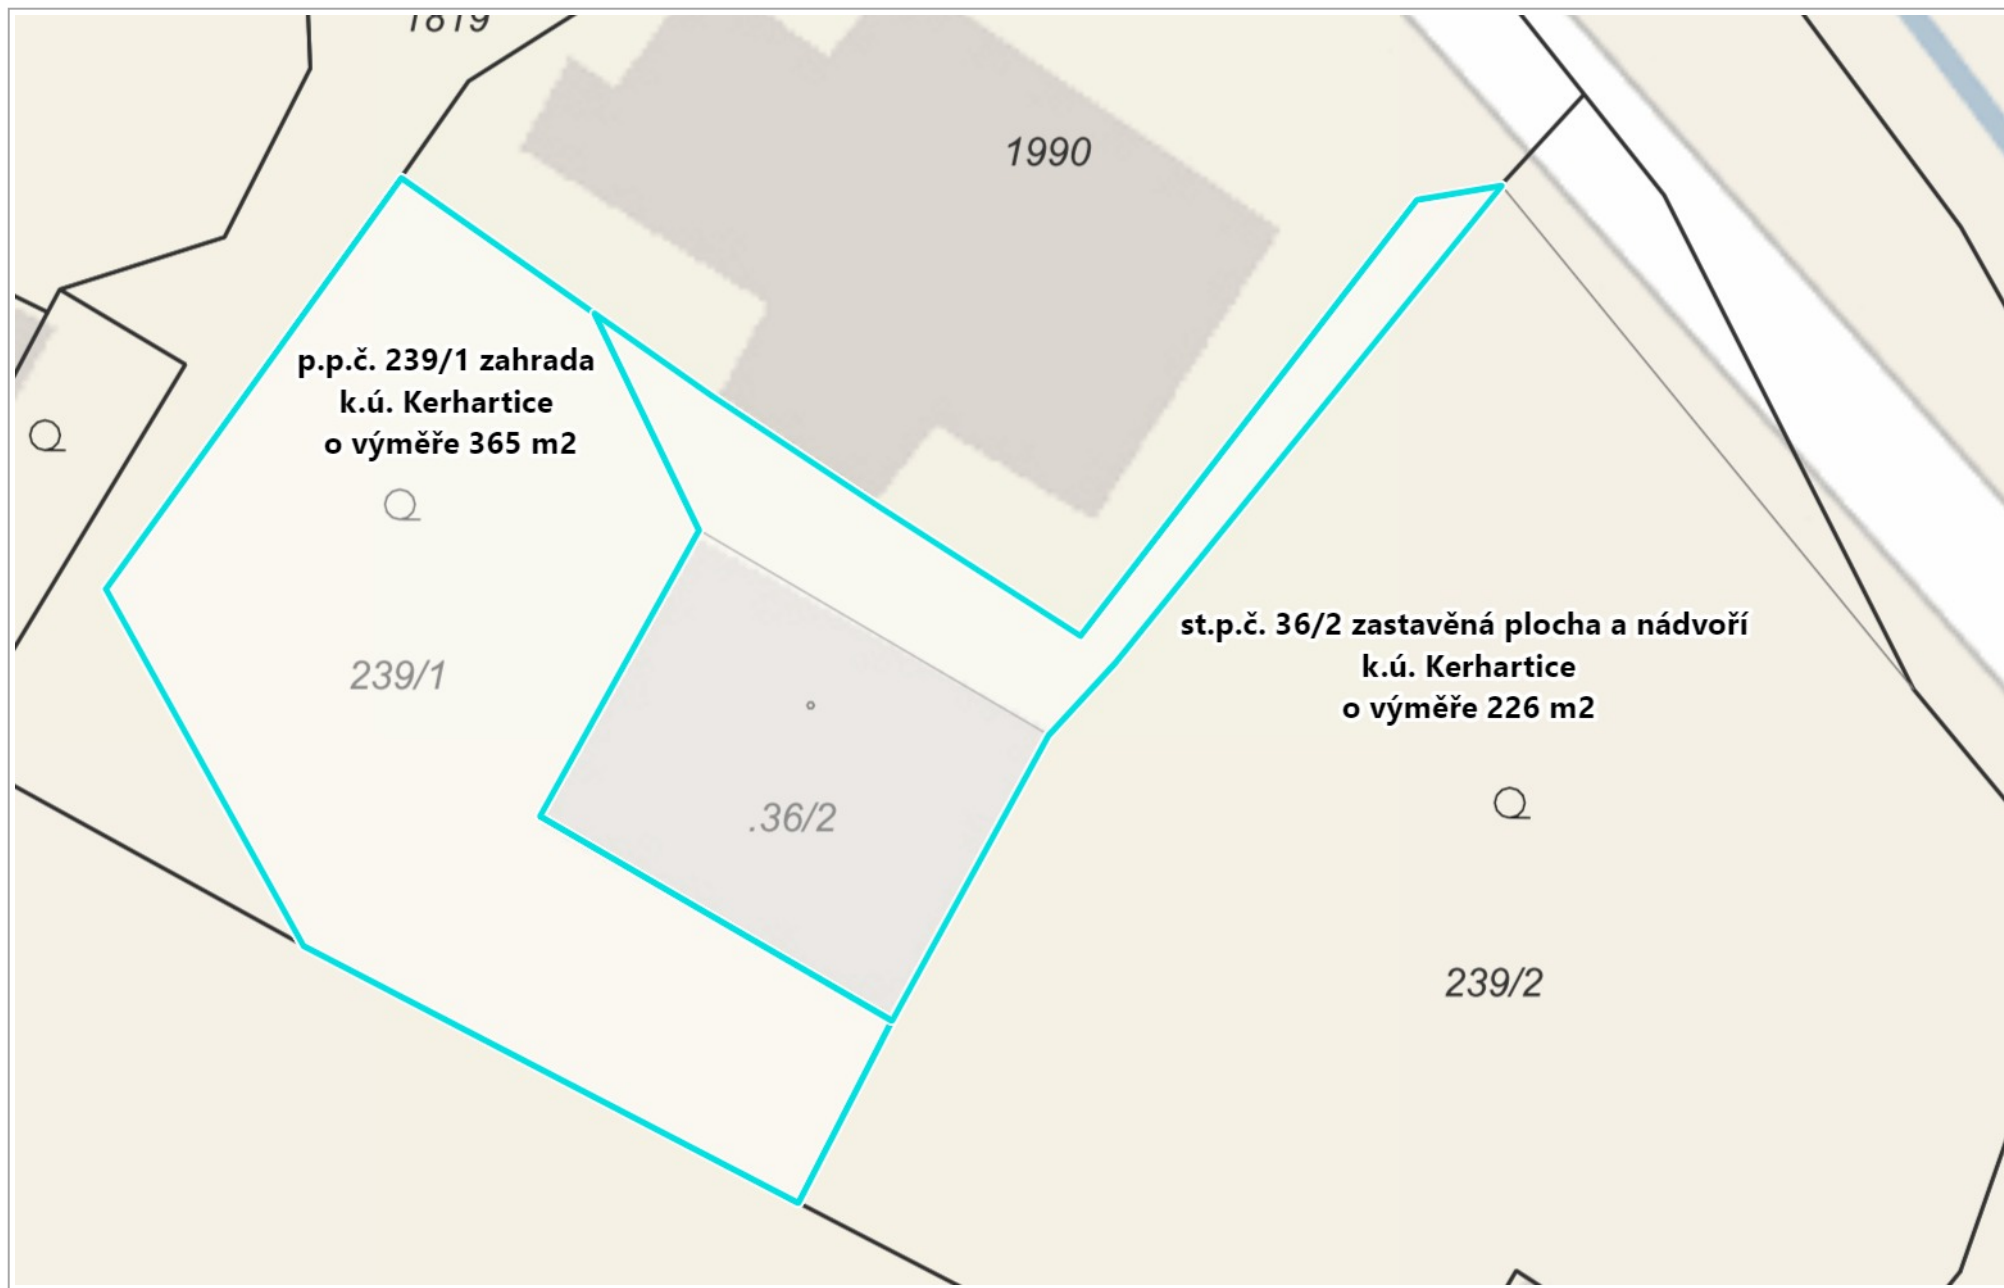 1819
1990
p.p.č. 239/1 zahrada
k.ú. Kerhartice
o výměře 365 m2
239/1
st.p.č. 36/2 zastavěná plocha a nádvoří
k.ú. Kerhartice
o výměře 226 m2
.36/2
239/2